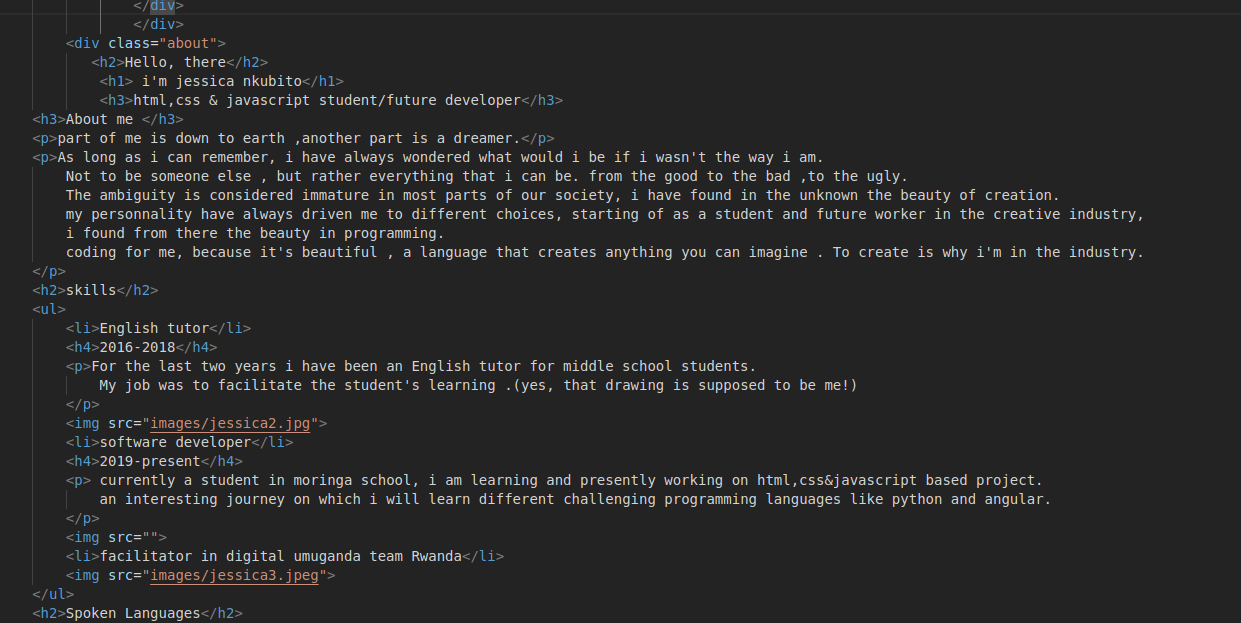 </div>
</div>
<div class="about">
<h2>Hello, there</h2>
<h1> i'm jessica nkubito</h1>
<h3>html,css & javascript student/future developer</h3>
<h3>About me </h3>
<p>part of me is down to earth ,another part is a dreamer.</p>
<p>As long as i can remember, i have always wondered what would i be if i wasn't the way i am.
Not to be someone else , but rather everything that i can be. from the good to the bad ,to the ugly.
The ambiguity is considered immature in most parts of our society, i have found in the unknown the beauty of creation.
my personnality have always driven me to different choices, starting of as a student and future worker in the creative industry,
i found from there the beauty in programming.
coding for me, because it's beautiful , a language that creates anything you can imagine . To create is why i'm in the industry.
</p>
<h2>skills</h2>
<ul>
<li>English tutor</li>
<h4>2016-2018</h4>
<p>For the last two years i have been an English tutor for middle school students.
My job was to facilitate the student's learning .(yes, that drawing is supposed to be me!)
</p>
<img src="images/jessica2.jpg">
<li>software developer</li>
<h4>2019-present</h4>
<p> currently a student in moringa school, i am learning and presently working on html,css&javascript based project.
an interesting journey on which i will learn different challenging programming languages like python and angular.
</p>
<img src="">
<li>facilitator in digital umuganda team Rwanda</li>
<img src="images/jessica3.jpeg">
</ul>
<h2>Spoken Languages</h2>